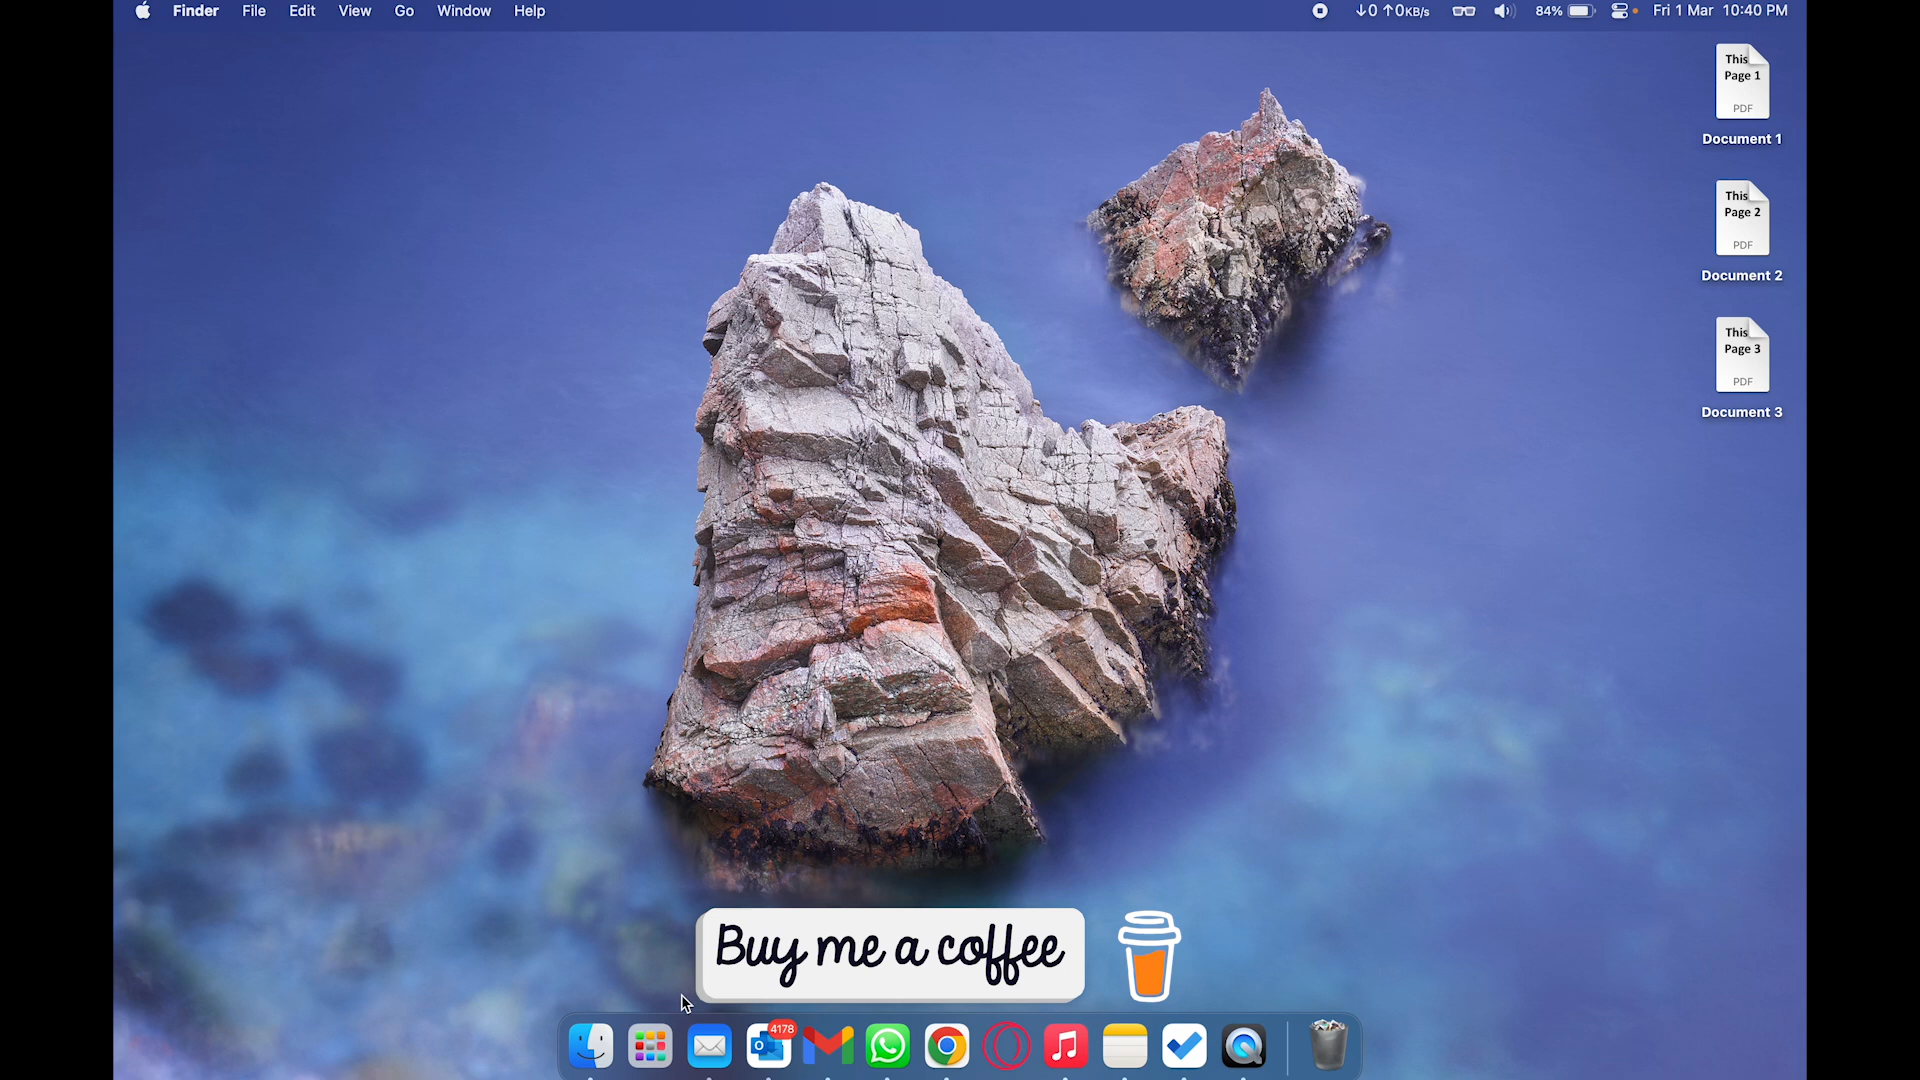 Finder File Edit View Go Window Help
↓0 ↑0KB/s 84% Fri 1 Mar 10:40 PM
This
Page 1
PDF
Document 1
This
Page 2
PDF
Document 2
This
Page 3
PDF
Document 3
Buy me a coffee
4178